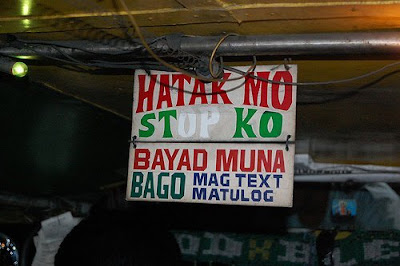 HATAK MO
STOP KO
BAYAD MUNA
BAGO MAG TEXT
MATULOG